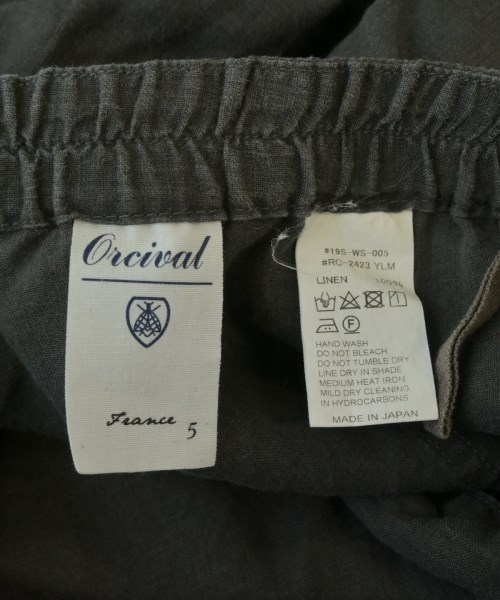 Orcival
France
5
#19S-WS-005
#RC-2423 YLM
LINEN 100%
HAND WASH
DO NOT BLEACH
DO NOT TUMBLE DRY
LINE DRY IN SHADE
MEDIUM HEAT IRON
MILD DRY CLEANING
IN HYDROCARBONS
MADE IN JAPAN